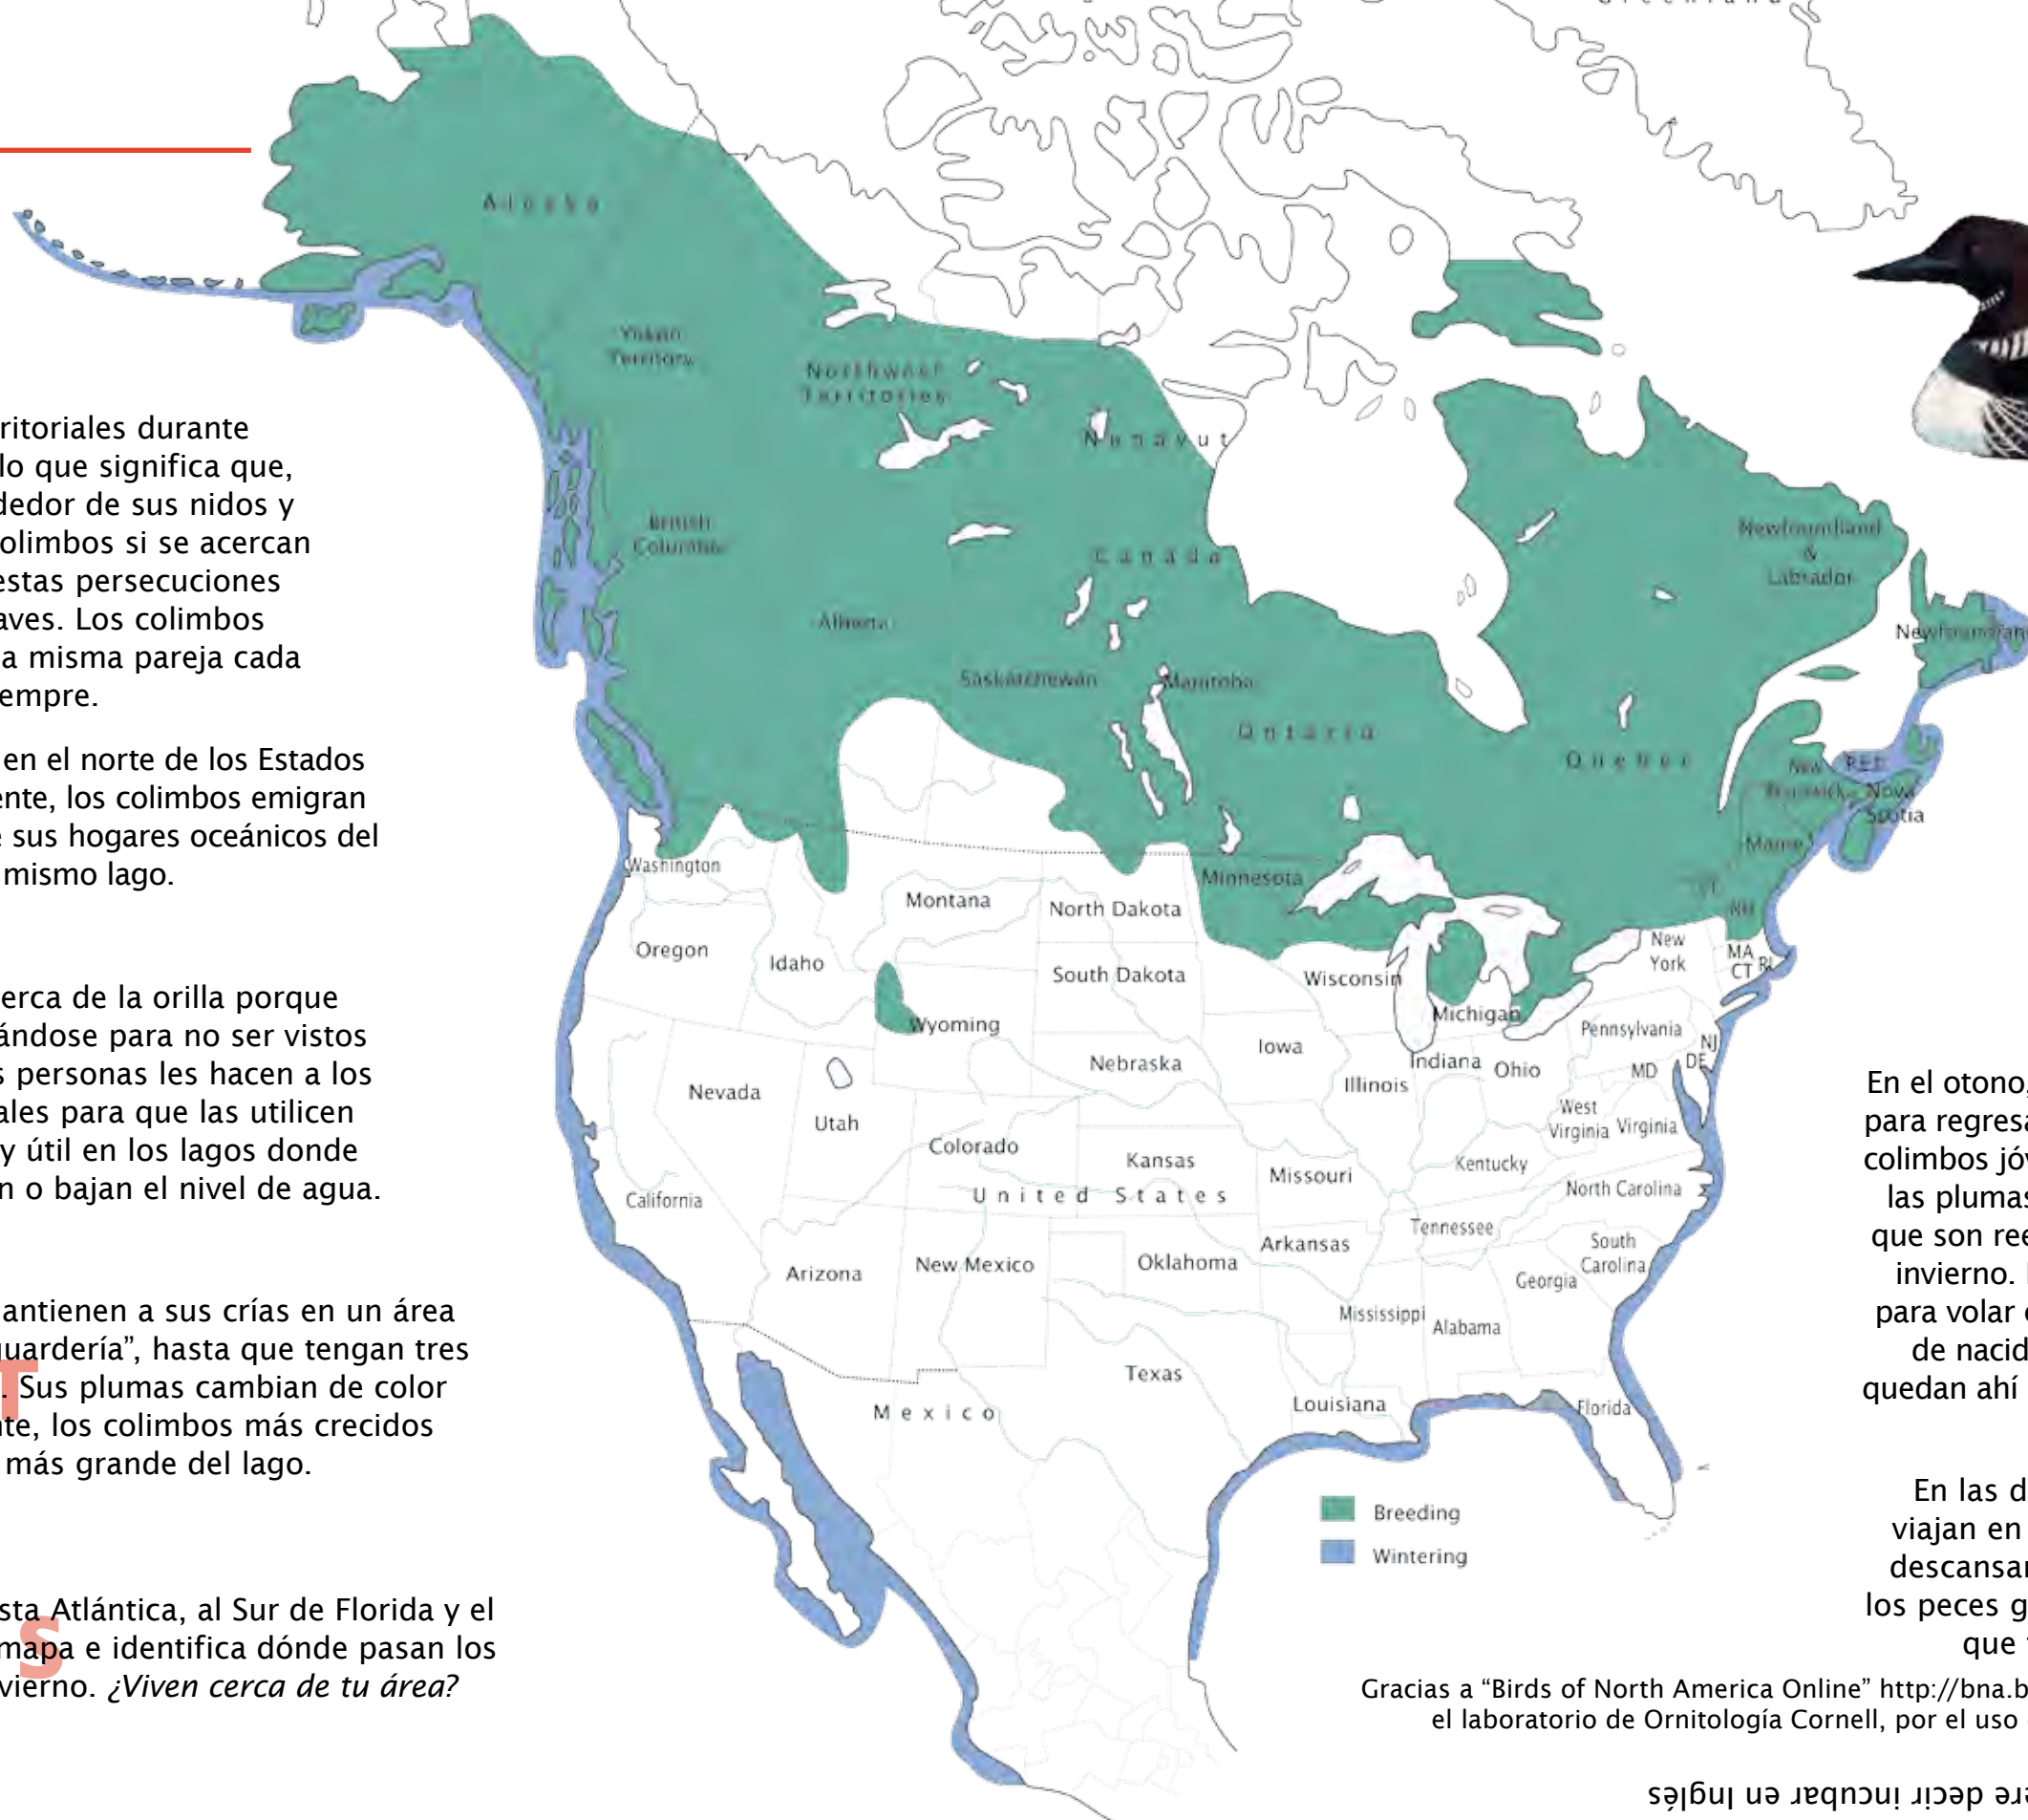 ritoriales durante
lo que significa que,
dedor de sus nidos y
olimbos si se acercan
estas persecuciones
aves. Los colimbos
a misma pareja cada
empre.
en el norte de los Estados
ente, los colimbos emigran
e sus hogares oceánicos del
mismo lago.
erca de la orilla porque
ándose para no ser vistos
s personas les hacen a los
ales para que las utilicen
y útil en los lagos donde
n o bajan el nivel de agua.
antienen a sus crías en un área
uardería”, hasta que tengan tres
. Sus plumas cambian de color
T
nte, los colimbos más crecidos
más grande del lago.
sta Atlántica, al Sur de Florida y el
S
mapa e identifica dónde pasan los
vierno. ¿Viven cerca de tu área?
Alaska
Yukon
Territory
Northwest
Territories
Nunavut
British
Columbia
Canada
Alberta
Saskatchewan
Manitoba
Ontario
Quebec
Newfoundland
&
Labrador
Newfoundlan
New
Brunswick
P.E.I.
Nova
Scotia
Maine
VT
NH
Washington
Montana
North Dakota
Minnesota
Oregon
Idaho
South Dakota
Wisconsin
Michigan
New
York
MA
CT RI
Wyoming
Nebraska
Iowa
Illinois
Indiana
Ohio
Pennsylvania
NJ
MD
DE
Nevada
Utah
Colorado
Kansas
Missouri
Kentucky
West
Virginia
Virginia
California
United States
Tennessee
North Carolina
Arizona
New Mexico
Oklahoma
Arkansas
South
Carolina
Georgia
Mississippi
Alabama
Texas
Louisiana
Florida
Mexico
Breeding
Wintering
En el otono,
para regresa
colimbos jóv
las plumas
que son ree
invierno.
para volar
de nacid
quedan ahí
En las d
viajan en
descansar
los peces g
que
Gracias a “Birds of North America Online” http://bna.b
el laboratorio de Ornitología Cornell, por el uso
ere decir incubar en Inglés